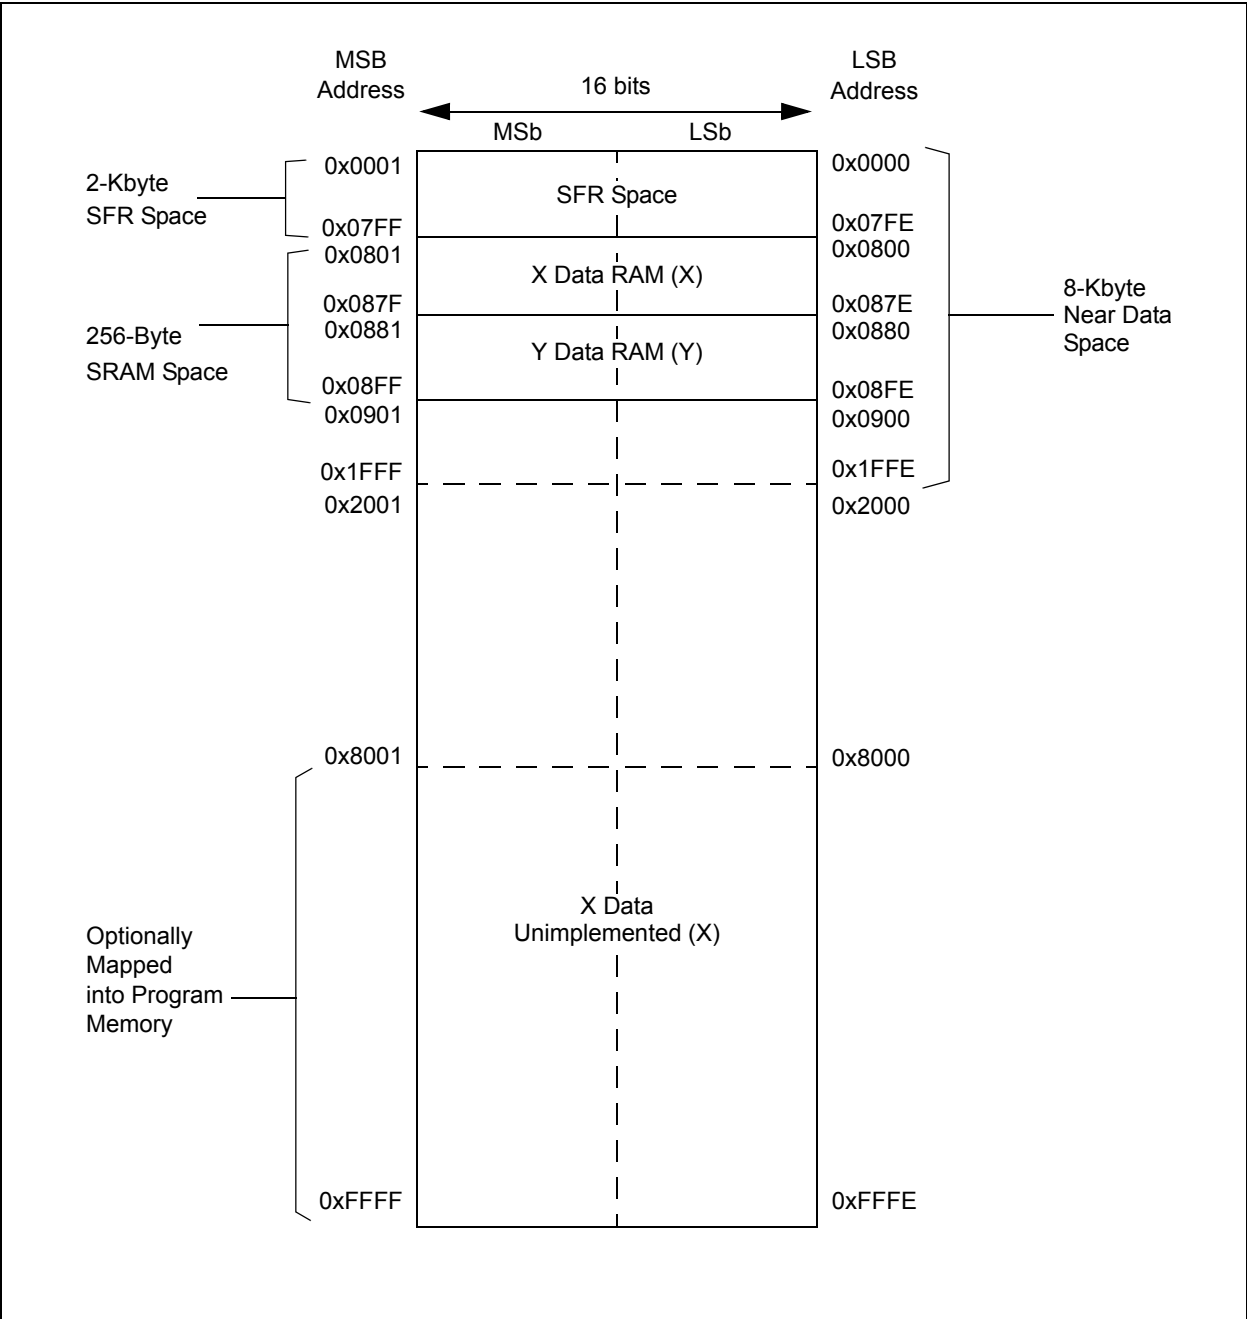 MSB
Address
16 bits
LSB
Address
MSb
LSb
0x0001
0x0000
2-Kbyte
SFR Space
SFR Space
0x07FF
0x07FE
0x0801
0x0800
X Data RAM (X)
0x087F
0x087E
0x0881
0x0880
256-Byte
SRAM Space
Y Data RAM (Y)
8-Kbyte
Near Data
Space
0x08FF
0x08FE
0x0901
0x0900
0x1FFF
0x1FFE
0x2001
0x2000
0x8001
0x8000
X Data
Unimplemented (X)
Optionally
Mapped
into Program
Memory
0xFFFF
0xFFFE